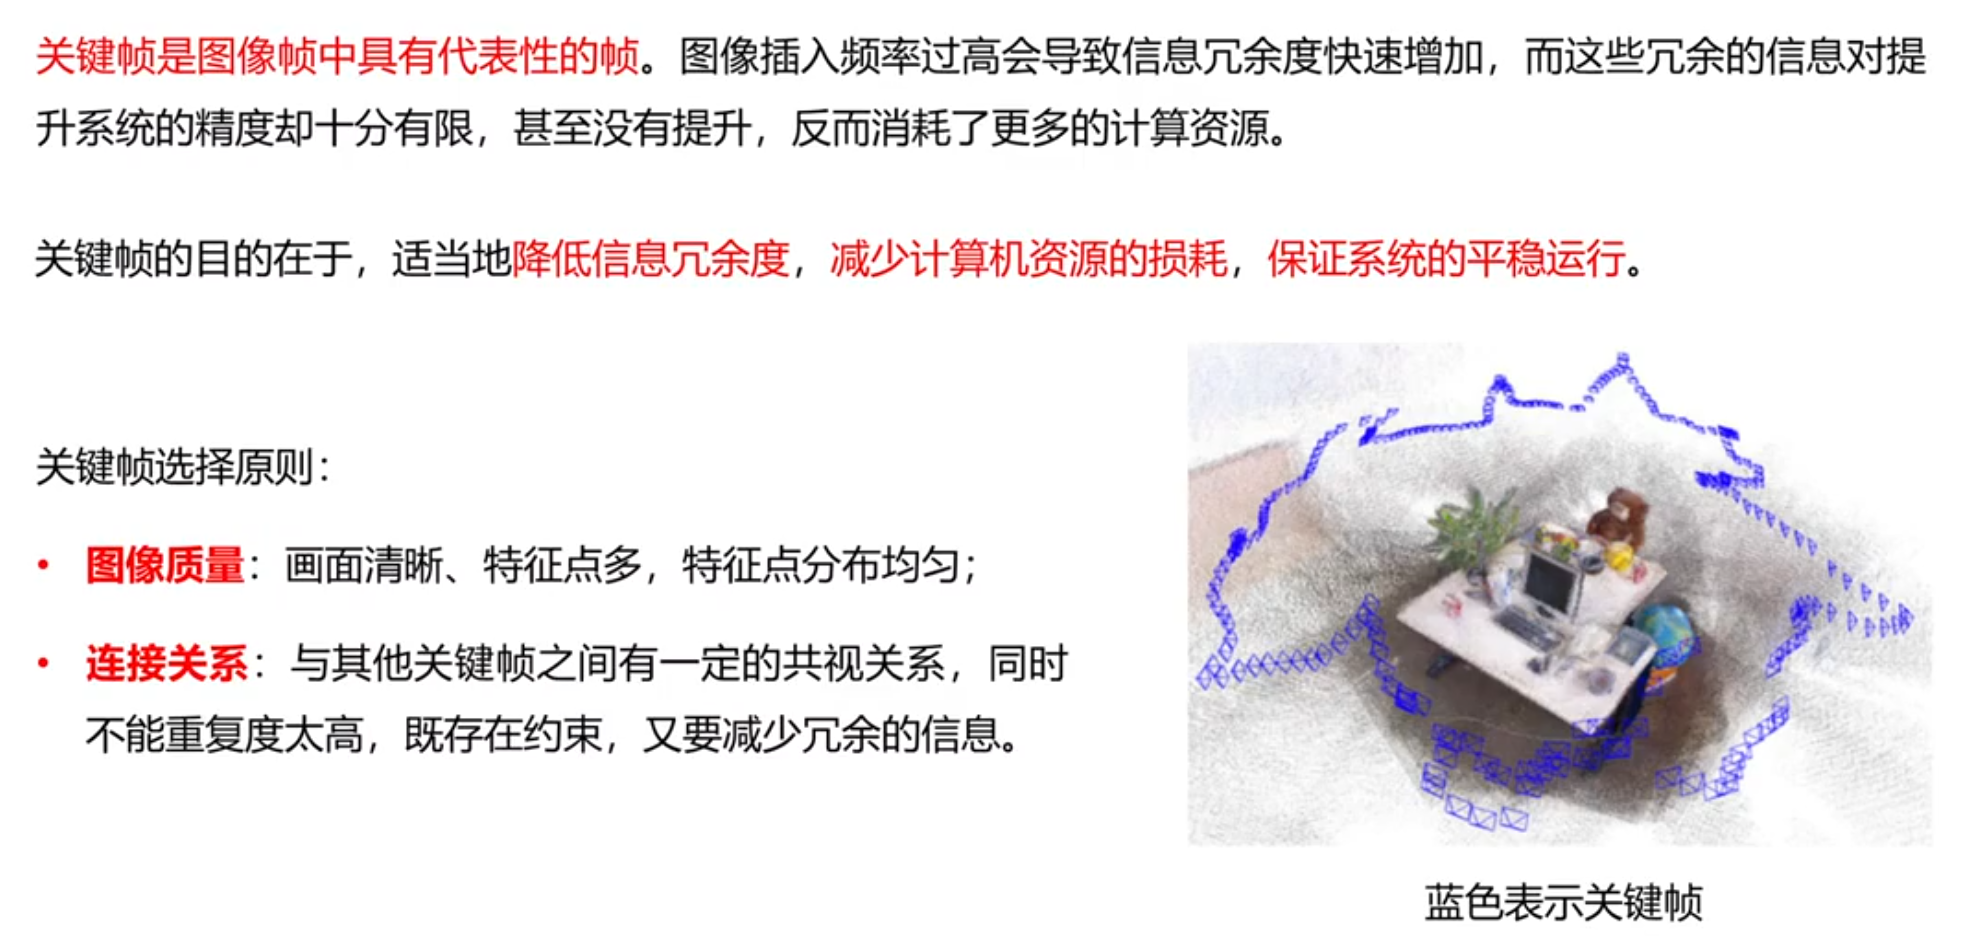 关键帧是图像帧中具有代表性的帧。图像插入频率过高会导致信息冗余度快速增加，而这些冗余的信息对提
升系统的精度却十分有限，甚至没有提升，反而消耗了更多的计算资源。
关键帧的目的在于，适当地降低信息冗余度，减少计算机资源的损耗，保证系统的平稳运行。
关键帧选择原则：
• 图像质量：画面清晰、特征点多，特征点分布均匀；
• 连接关系：与其他关键帧之间有一定的共视关系，同时
不能重复度太高，既存在约束，又要减少冗余的信息。
蓝色表示关键帧